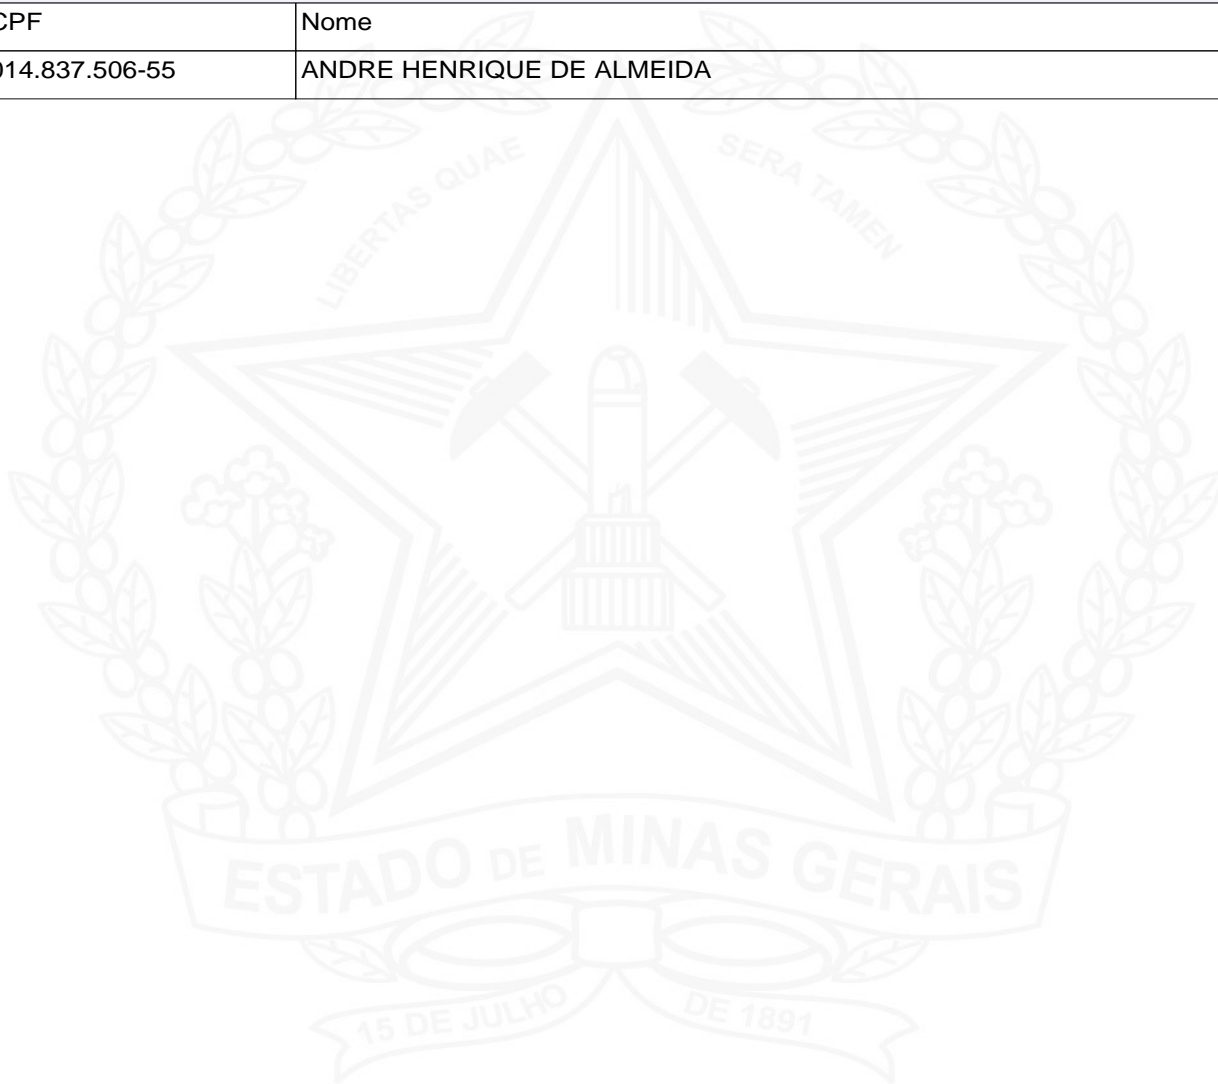 CPF Nome
014.837.506-55 ANDRE HENRIQUE DE ALMEIDA
LIBERTAS QUAE SERA TAMEN
ESTADO DE MINAS GERAIS
15 DE JULHO DE 1891